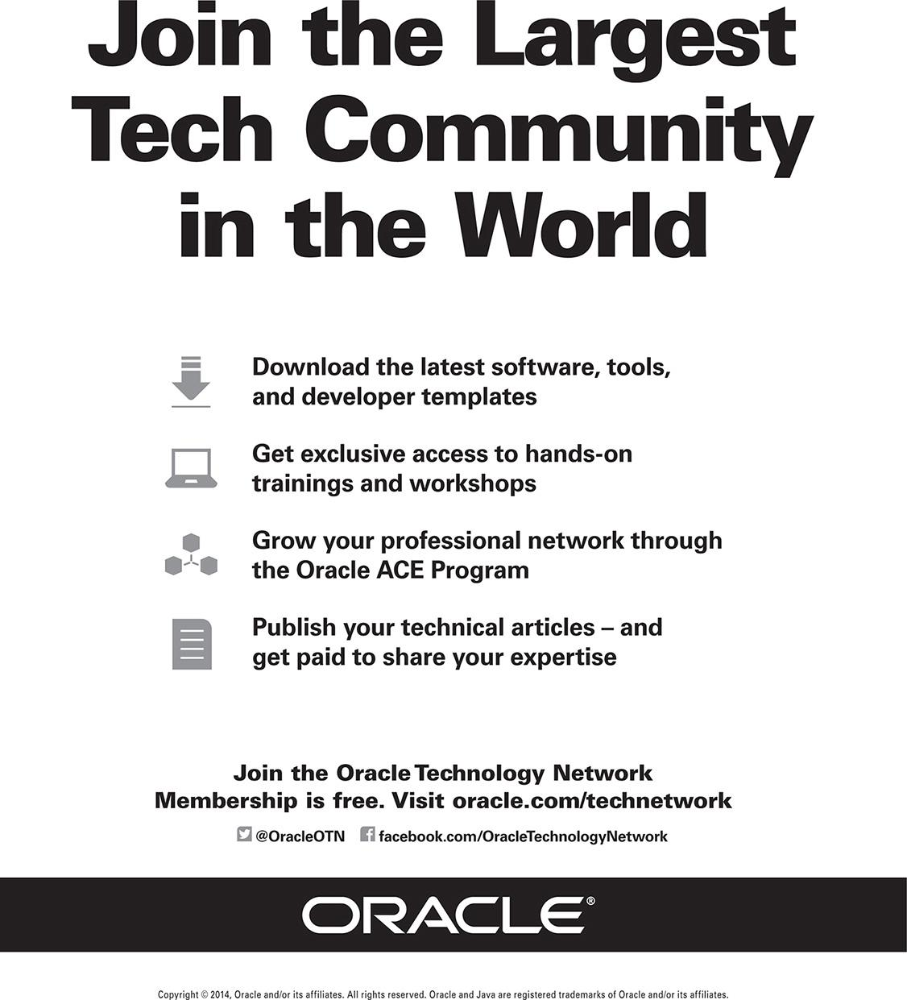 Join the Largest
Tech Community
in the World
Download the latest software, tools,
and developer templates
Get exclusive access to hands-on
trainings and workshops
Grow your professional network through
the Oracle ACE Program
Publish your technical articles – and
get paid to share your expertise
Join the Oracle Technology Network
Membership is free. Visit oracle.com/technetwork
@OracleOTN facebook.com/OracleTechnologyNetwork
ORACLE®
Copyright © 2014, Oracle and/or its affiliates. All rights reserved. Oracle and Java are registered trademarks of Oracle and/or its affiliates.